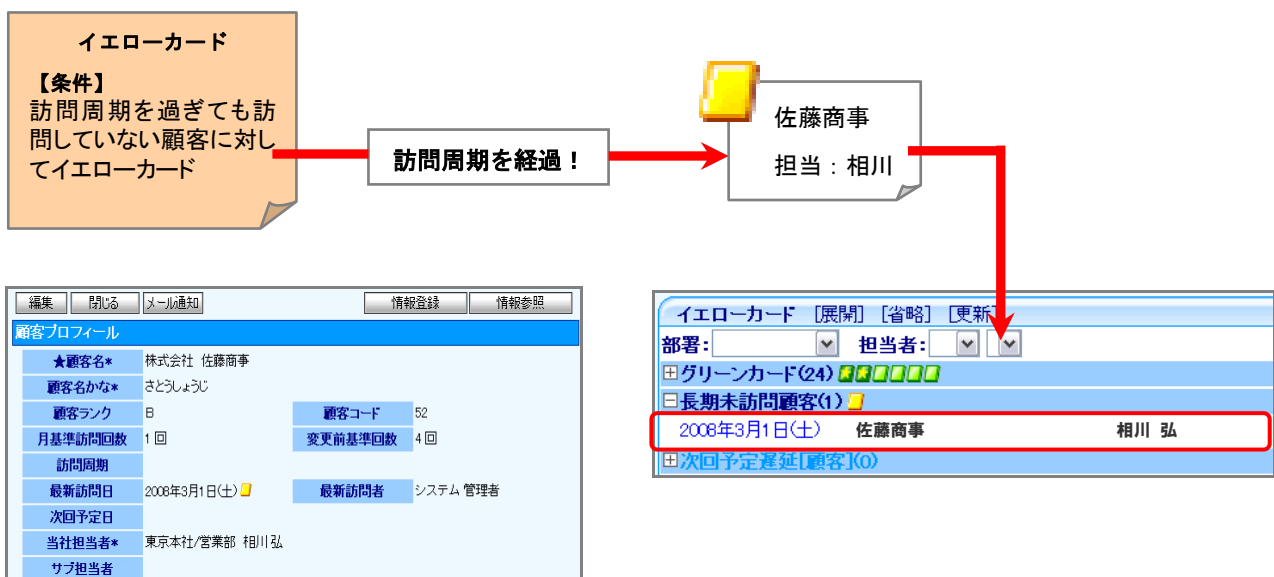 イエローカード
【条件】
訪問周期を過ぎても訪
問していない顧客に対し
てイエローカード
訪問周期を経過！
佐藤商事
担当：相川
編集 閉じる メール通知 情報登録 情報参照
顧客プロフィール
★顧客名* 株式会社 佐藤商事
顧客名かな* さとうしょうじ
顧客ランク B 顧客コード 52
月基準訪問回数 1 回 変更前基準回数 4 回
訪問周期
最新訪問日 2008年3月1日(土) 最新訪問者 システム 管理者
次回予定日
当社担当者* 東京本社/営業部 相川 弘
サブ担当者
イエローカード [展開] [省略] [更新]
部署: 担当者:
グリーンカード(24)
長期未訪問顧客(1)
2008年3月1日(土) 佐藤商事 相川 弘
次回予定遅延[顧客](0)